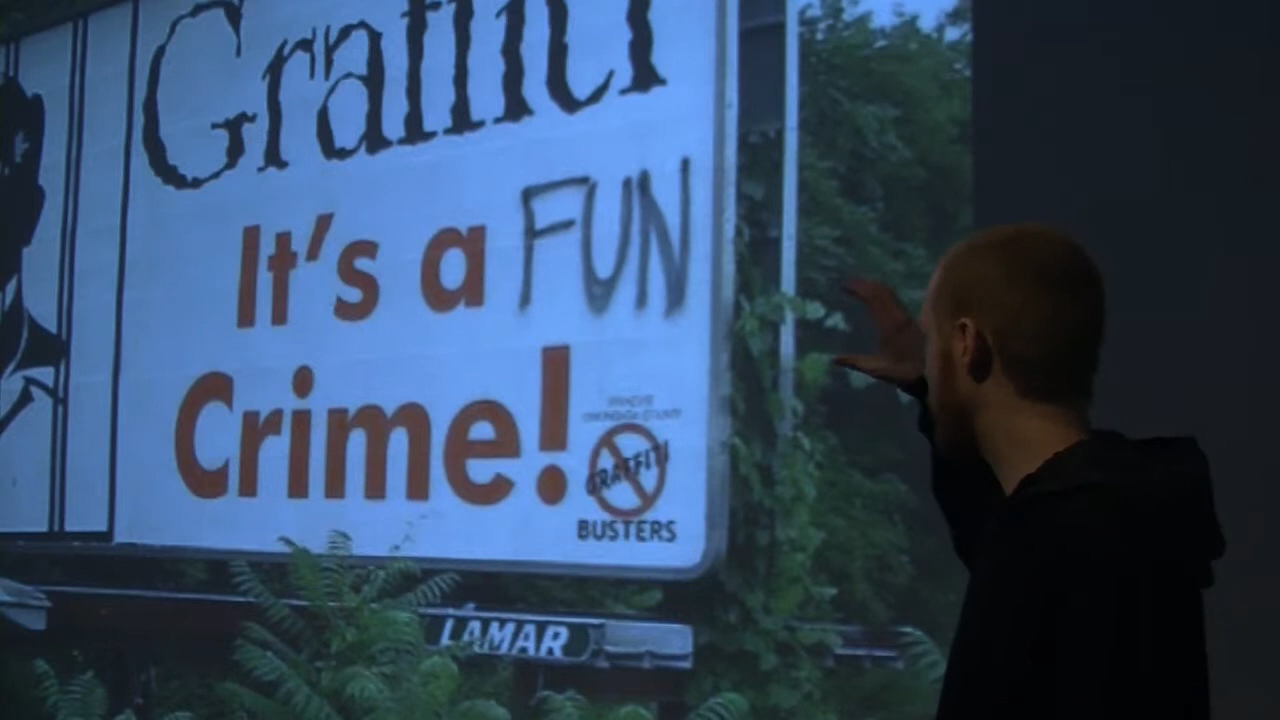 Graffiti
It's a FUN
Crime!
GRAFFITI
BUSTERS
LAMAR